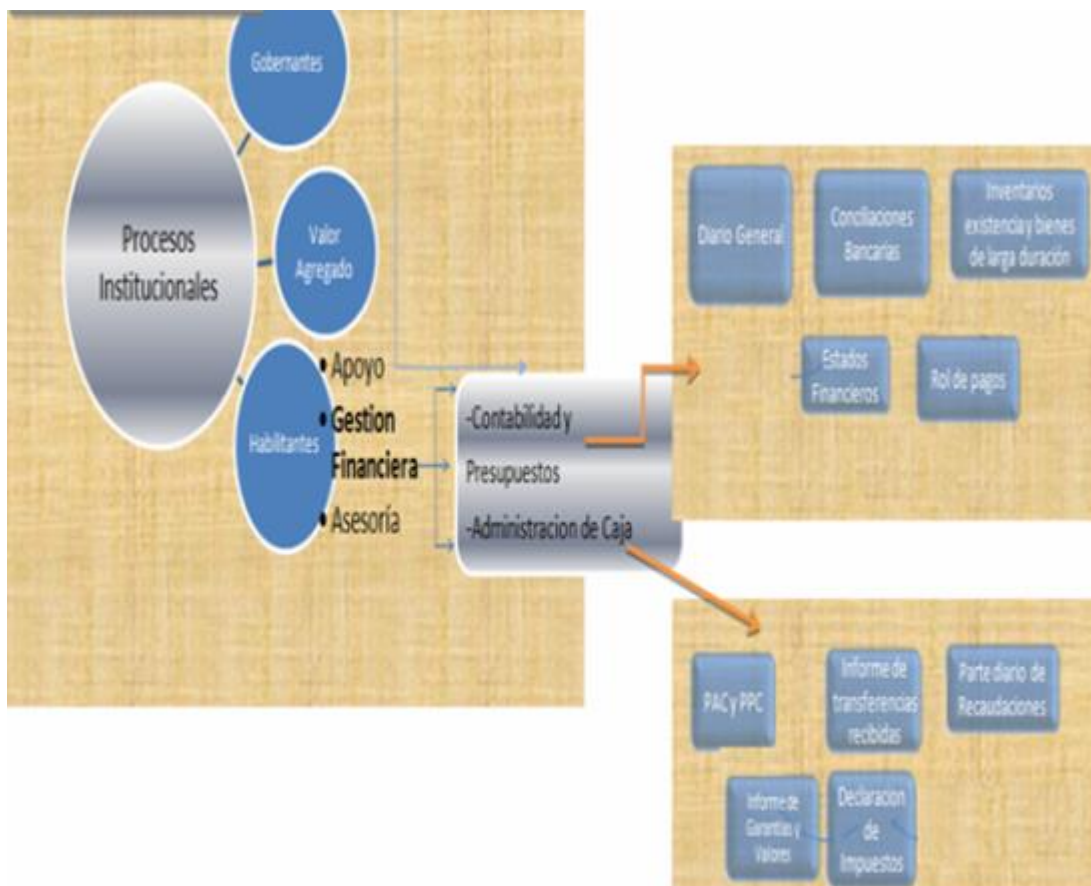 Gobernantes
Procesos
Institucionales
Valor
Agregado
Habilitantes
• Apoyo
• Gestion
Financiera
• Asesoría
-Contabilidad y
Presupuestos
-Administracion de Caja
Diario General
Conciliaciones
Bancarias
Inventarios
existencia y bienes
de larga duración
Estados
Financieros
Rol de pagos
PAC y PPC
Informe de
transferencias
recibidas
Parte diario de
Recaudaciones
Informe de
Garantías y
Valores
Declaracion
de
Impuestos